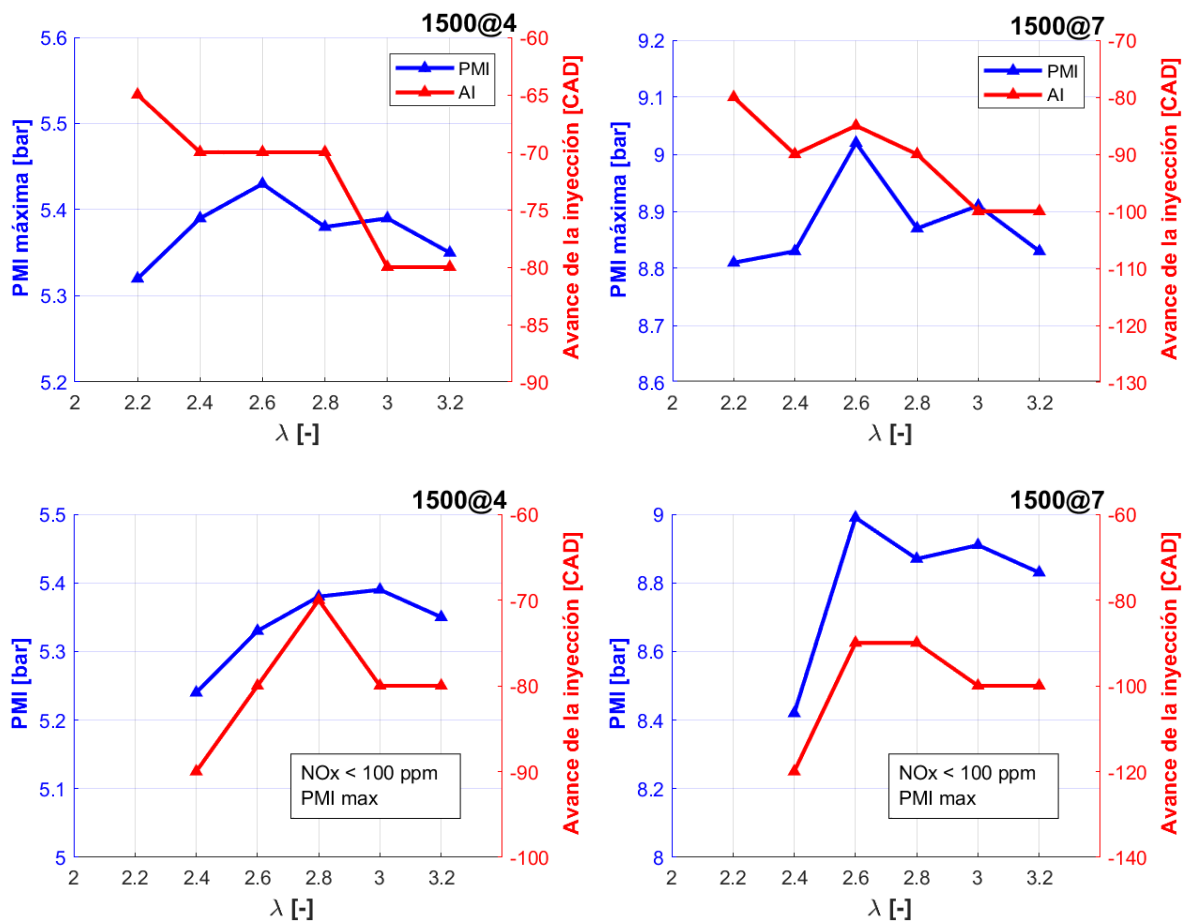 1500@4
5.6
5.5
5.4
5.3
5.2
PMI máxima [bar]
PMI
AI
-60
-65
-70
-75
-80
-85
-90
Avance de la inyección [CAD]
2 2.2 2.4 2.6 2.8 3 3.2
λ [-]
1500@7
9.2
9.1
9
8.9
8.8
8.7
8.6
PMI máxima [bar]
PMI
AI
-70
-80
-90
-100
-110
-120
-130
Avance de la inyección [CAD]
2 2.2 2.4 2.6 2.8 3 3.2
λ [-]
1500@4
5.5
5.4
5.3
5.2
5.1
5
PMI [bar]
NOx < 100 ppm
PMI max
-60
-70
-80
-90
-100
Avance de la inyección [CAD]
2 2.2 2.4 2.6 2.8 3 3.2
λ [-]
1500@7
9
8.8
8.6
8.4
8.2
8
PMI [bar]
NOx < 100 ppm
PMI max
-60
-80
-100
-120
-140
Avance de la inyección [CAD]
2 2.2 2.4 2.6 2.8 3 3.2
λ [-]